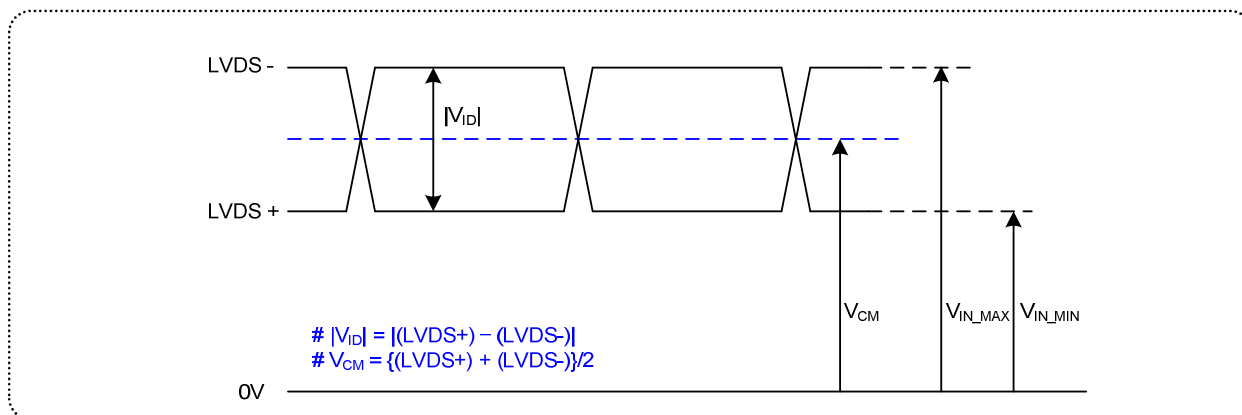 LVDS -
|VID|
LVDS +
VCM
VIN_MAX
VIN_MIN
# |VID| = |(LVDS+) – (LVDS-)|
# VCM = {(LVDS+) + (LVDS-)}/2
0V